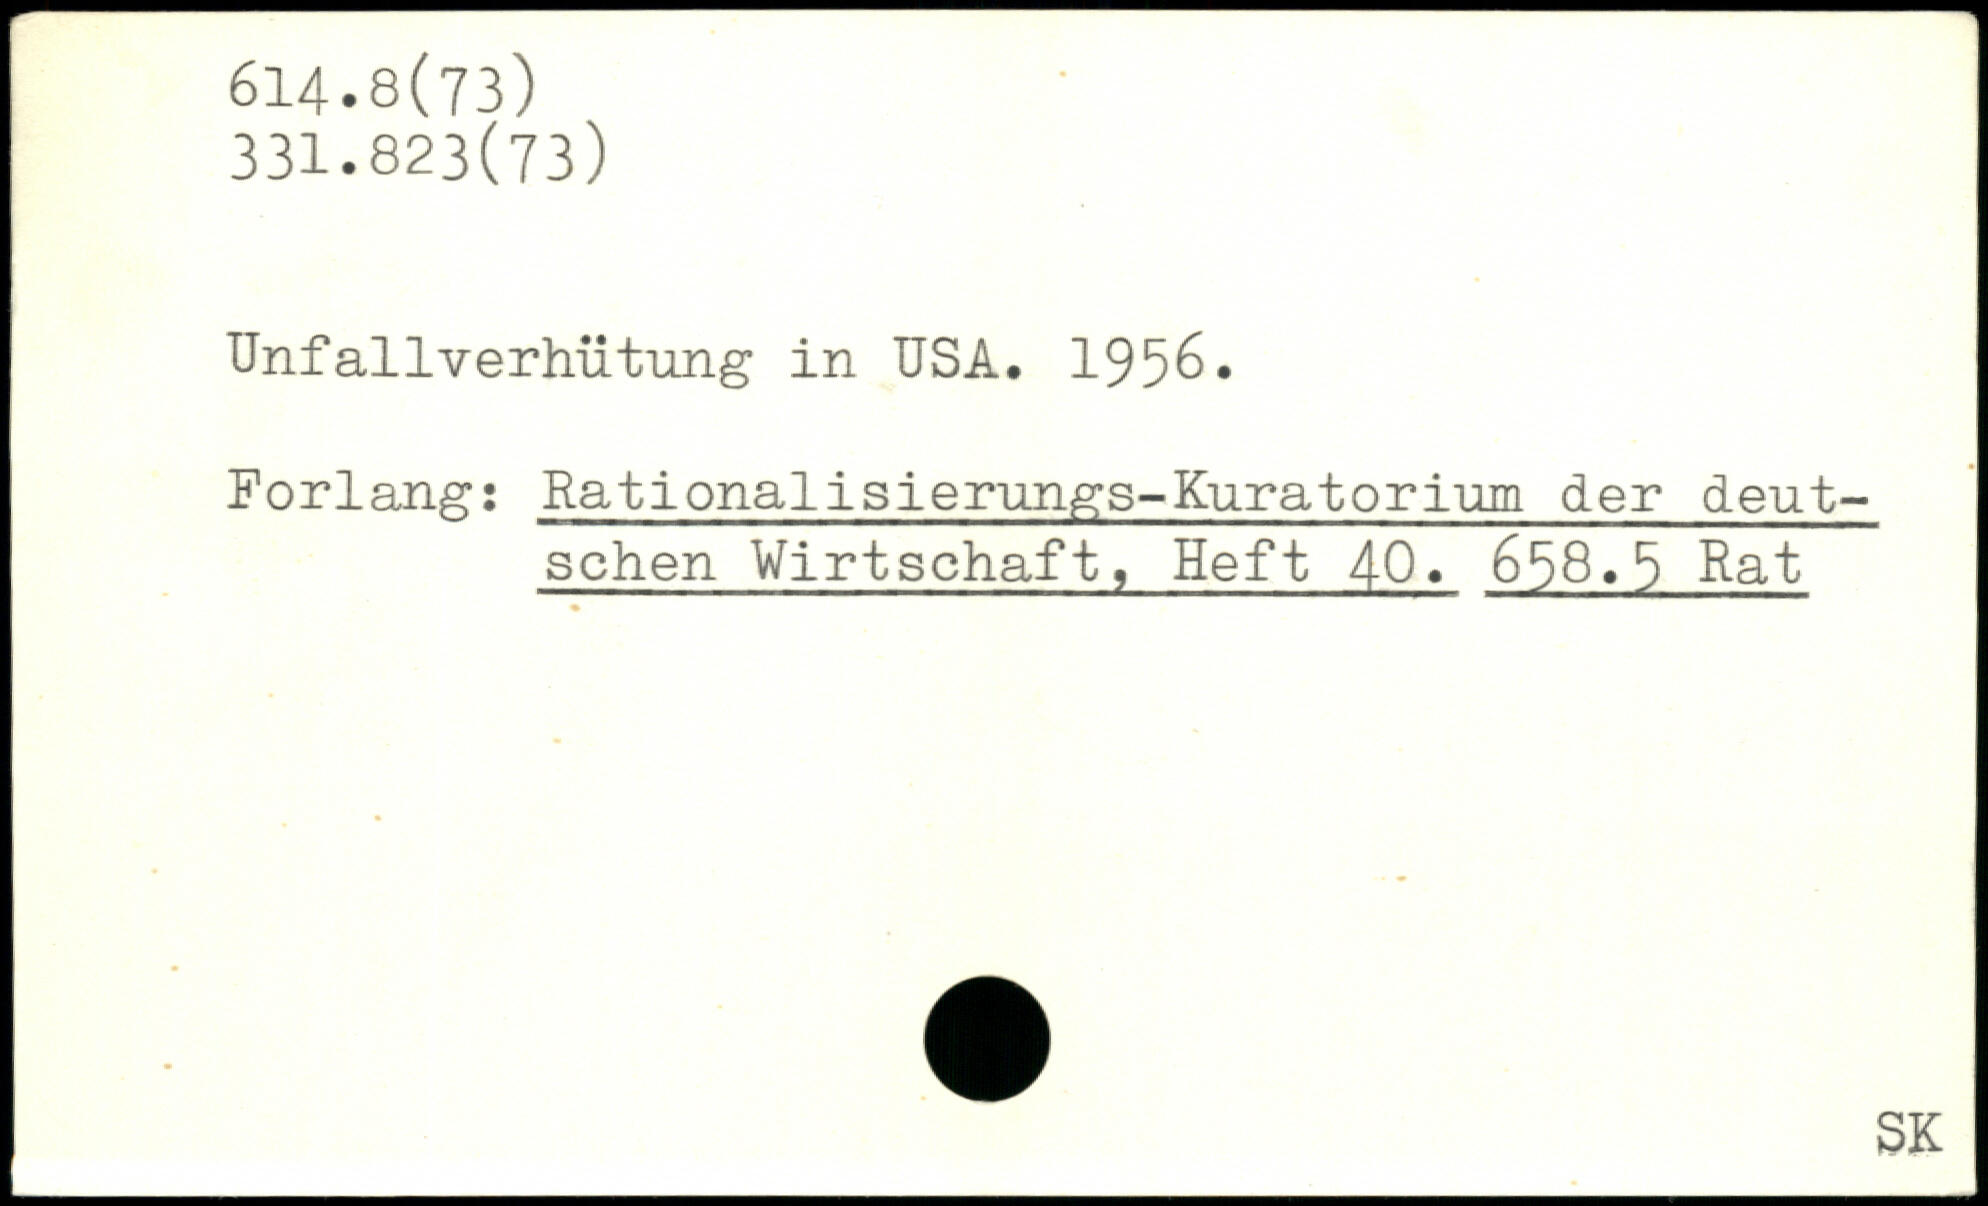 614.8(73)
331.823(73)
Unfallverhütung in USA. 1956.
Forlang: Rationalisierungs-Kuratorium der deut-
schen Wirtschaft, Heft 40. 658.5 Rat
SK